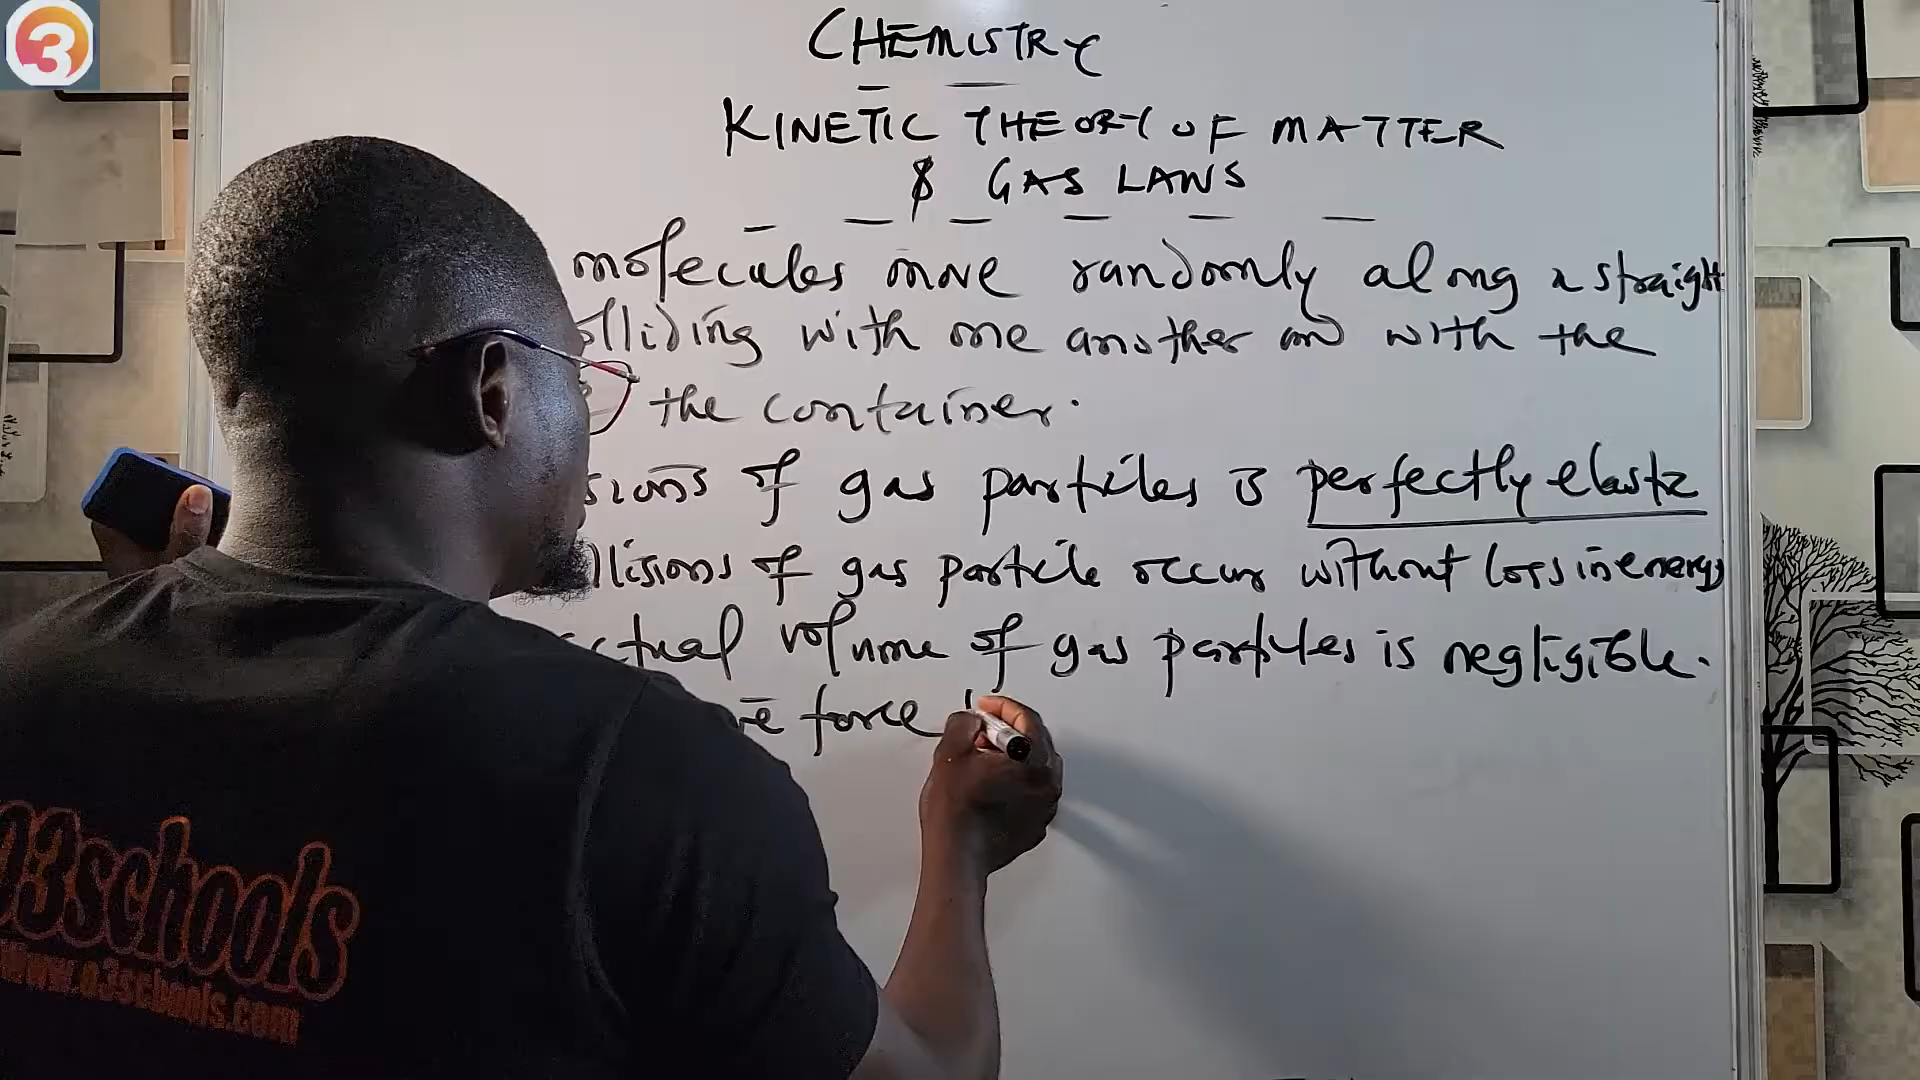 3
CHEMISTRY
KINETIC THEORY OF MATTER
& GAS LAWS
molecules move randomly along a straight
olliding with one another and with the
the container.
sions of gas particles is perfectly elastic
llisions of gas particle occur without loss in energy
ctual volume of gas particles is negligible.
ve force
o3schools
www.o3schools.com